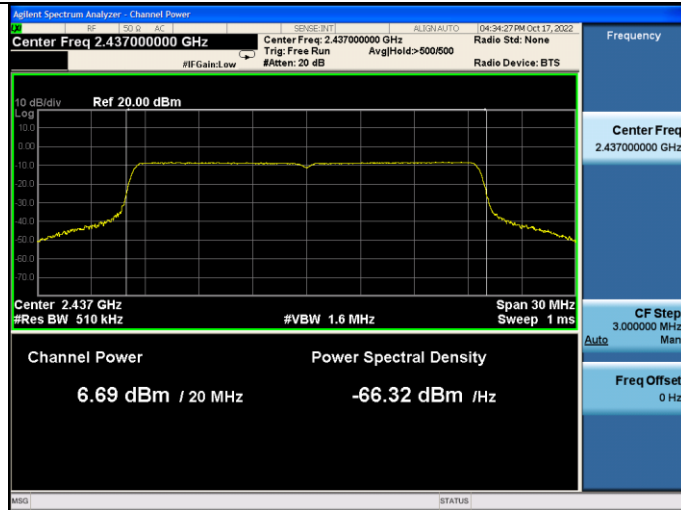 Agilent Spectrum Analyzer - Channel Power
RF 50 Ω AC SENSE:INT ALIGN AUTO 04:34:27 PM Oct 17, 2022
Center Freq 2.437000000 GHz
Center Freq: 2.437000000 GHz
Radio Std: None
Trig: Free Run Avg|Hold:>500/500
#IFGain:Low
#Atten: 20 dB
Radio Device: BTS
Frequency
10 dB/div Ref 20.00 dBm
Log
10.0
0.00
-10.0
-20.0
-30.0
-40.0
-50.0
-60.0
-70.0
Center Freq
2.437000000 GHz
Center 2.437 GHz
Span 30 MHz
#Res BW 510 kHz
#VBW 1.6 MHz
Sweep 1 ms
CF Step
3.000000 MHz
Auto Man
Channel Power
Power Spectral Density
6.69 dBm / 20 MHz
-66.32 dBm /Hz
Freq Offset
0 Hz
MSG
STATUS